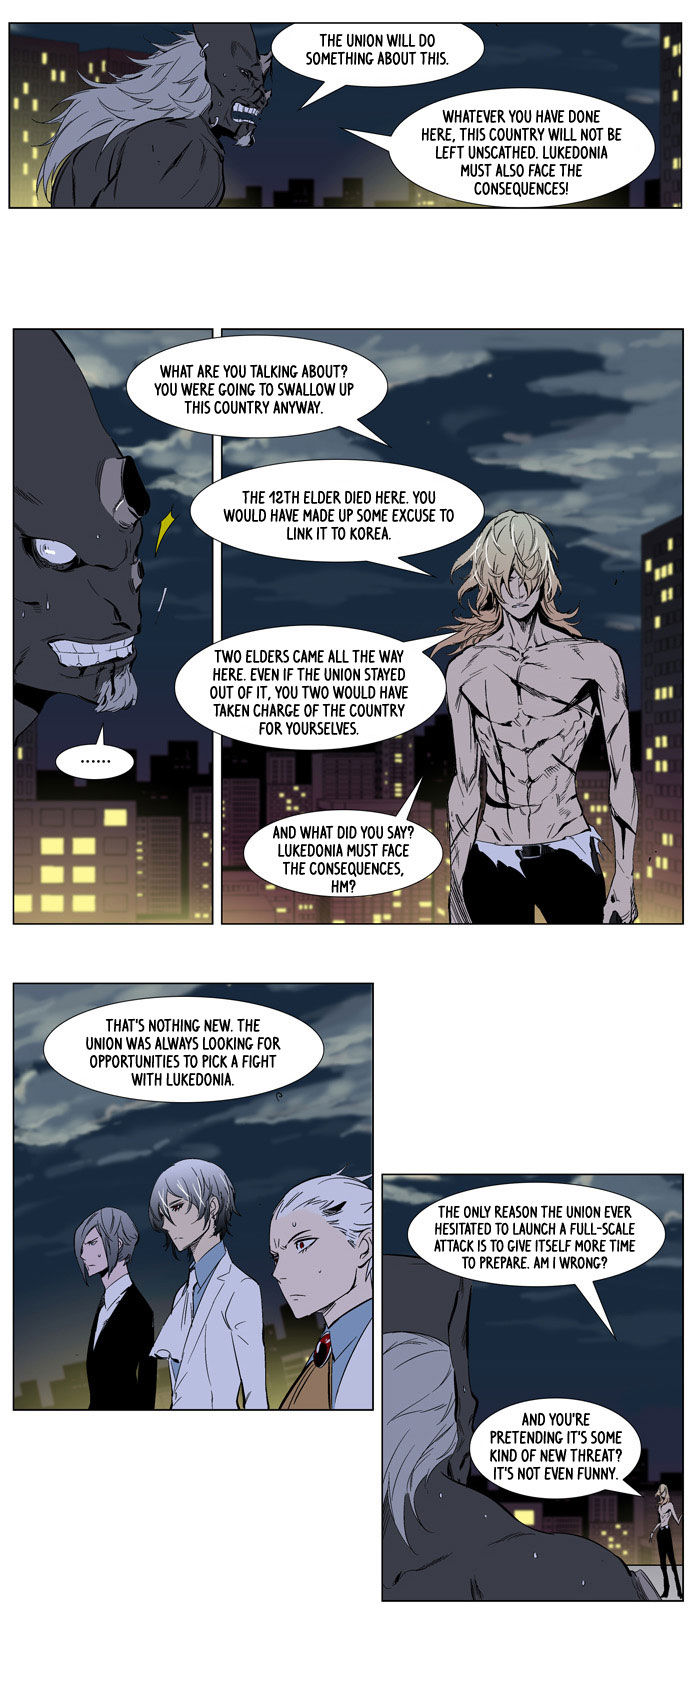 THE UNION WILL DO
SOMETHING ABOUT THIS.
WHATEVER YOU HAVE DONE
HERE, THIS COUNTRY WILL NOT BE
LEFT UNSCATHED. LUKEDONIA
MUST ALSO FACE THE
CONSEQUENCES!
WHAT ARE YOU TALKING ABOUT?
YOU WERE GOING TO SWALLOW UP
THIS COUNTRY ANYWAY.
THE 12TH ELDER DIED HERE. YOU
WOULD HAVE MADE UP SOME EXCUSE TO
LINK IT TO KOREA.
TWO ELDERS CAME ALL THE WAY
HERE. EVEN IF THE UNION STAYED
OUT OF IT, YOU TWO WOULD HAVE
TAKEN CHARGE OF THE COUNTRY
FOR YOURSELVES.
......
AND WHAT DID YOU SAY?
LUKEDONIA MUST FACE
THE CONSEQUENCES,
HM?
THAT'S NOTHING NEW. THE
UNION WAS ALWAYS LOOKING FOR
OPPORTUNITIES TO PICK A FIGHT
WITH LUKEDONIA.
THE ONLY REASON THE UNION EVER
HESITATED TO LAUNCH A FULL-SCALE
ATTACK IS TO GIVE ITSELF MORE TIME
TO PREPARE. AM I WRONG?
AND YOU'RE
PRETENDING IT'S SOME
KIND OF NEW THREAT?
IT'S NOT EVEN FUNNY.